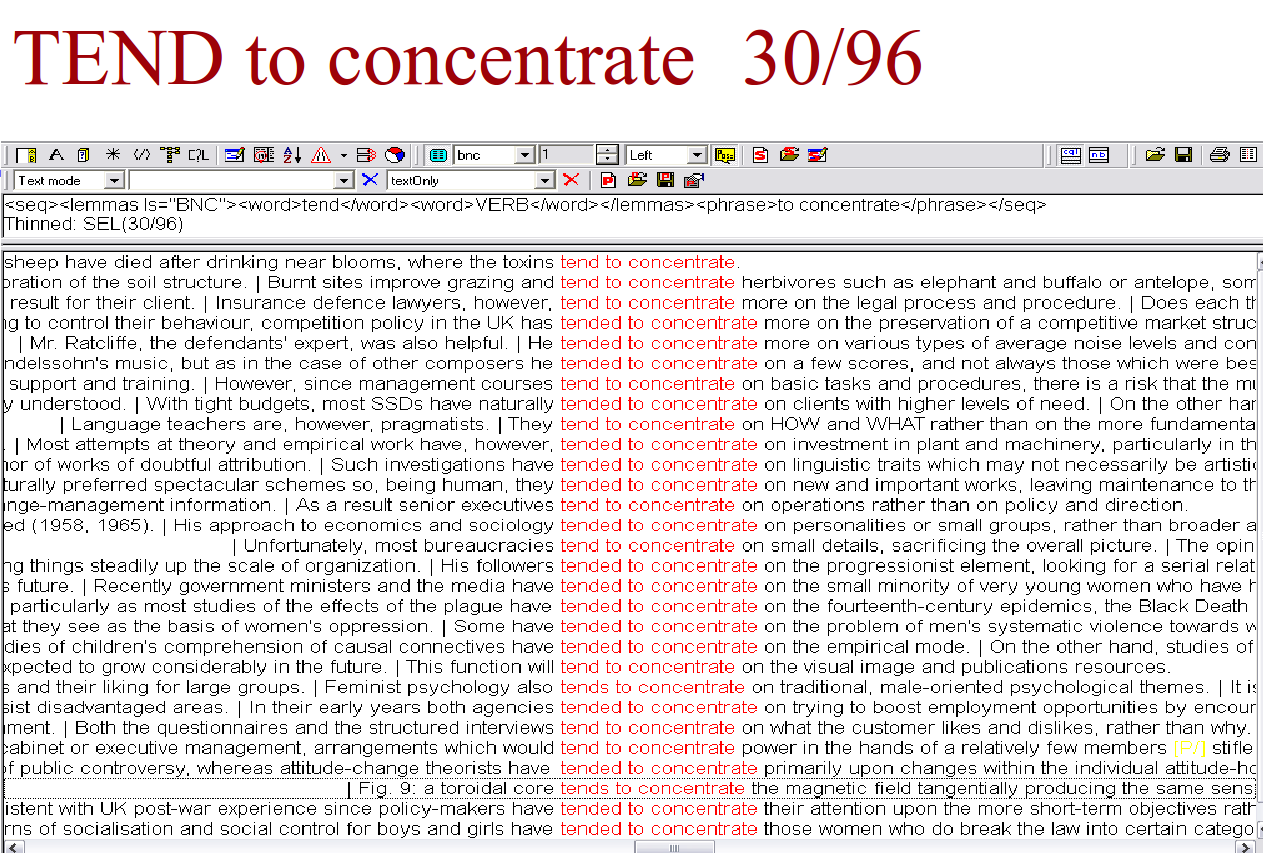 TEND to concentrate 30/96
bnc 1 Left
Text mode textOnly
<seq><lemmas ls="BNC"><word>tend</word><word>VERB</word></lemmas><phrase>to concentrate</phrase></seq>
Thinned: SEL(30/96)
sheep have died after drinking near blooms, where the toxins tend to concentrate.
oration of the soil structure. | Burnt sites improve grazing and tend to concentrate herbivores such as elephant and buffalo or antelope, som
result for their client. | Insurance defence lawyers, however, tend to concentrate more on the legal process and procedure. | Does each th
ng to control their behaviour, competition policy in the UK has tended to concentrate more on the preservation of a competitive market struc
| Mr. Ratcliffe, the defendants' expert, was also helpful. | He tended to concentrate more on various types of average noise levels and con
ndelssohn's music, but as in the case of other composers he tended to concentrate on a few scores, and not always those which were bes
support and training. | However, since management courses tended to concentrate on basic tasks and procedures, there is a risk that the mu
y understood. | With tight budgets, most SSDs have naturally tended to concentrate on clients with higher levels of need. | On the other har
| Language teachers are, however, pragmatists. | They tended to concentrate on HOW and WHAT rather than on the more fundamenta
. | Most attempts at theory and empirical work have, however, tended to concentrate on investment in plant and machinery, particularly in th
nor of works of doubtful attribution. | Such investigations have tended to concentrate on linguistic traits which may not necessarily be artisti
turally preferred spectacular schemes so, being human, they tended to concentrate on new and important works, leaving maintenance to th
nge-management information. | As a result senior executives tended to concentrate on operations rather than on policy and direction.
ed (1958, 1965). | His approach to economics and sociology tended to concentrate on personalities or small groups, rather than broader a
| Unfortunately, most bureaucracies tend to concentrate on small details, sacrificing the overall picture. | The opin
ng things steadily up the scale of organization. | His followers tend to concentrate on the progressionist element, looking for a serial relat
s future. | Recently government ministers and the media have tended to concentrate on the small minority of very young women who have h
particularly as most studies of the effects of the plague have tended to concentrate on the fourteenth-century epidemics, the Black Death
at they see as the basis of women's oppression. | Some have tended to concentrate on the problem of men's systematic violence towards w
dies of children's comprehension of causal connectives have tended to concentrate on the empirical mode. | On the other hand, studies of
xpected to grow considerably in the future. | This function will tend to concentrate on the visual image and publications resources.
s and their liking for large groups. | Feminist psychology also tends to concentrate on traditional, male-oriented psychological themes. | It is
sist disadvantaged areas. | In their early years both agencies tended to concentrate on trying to boost employment opportunities by encour
ment. | Both the questionnaires and the structured interviews tend to concentrate on what the customer likes and dislikes, rather than why.
cabinet or executive management, arrangements which would tend to concentrate power in the hands of a relatively few members [P/] stifle
of public controversy, whereas attitude-change theorists have tended to concentrate primarily upon changes within the individual attitude-ho
| Fig. 9: a toroidal core tends to concentrate the magnetic field tangentially producing the same sens
istent with UK post-war experience since policy-makers have tended to concentrate their attention upon the more short-term objectives rath
rns of socialisation and social control for boys and girls have tended to concentrate those women who do break the law into certain catego